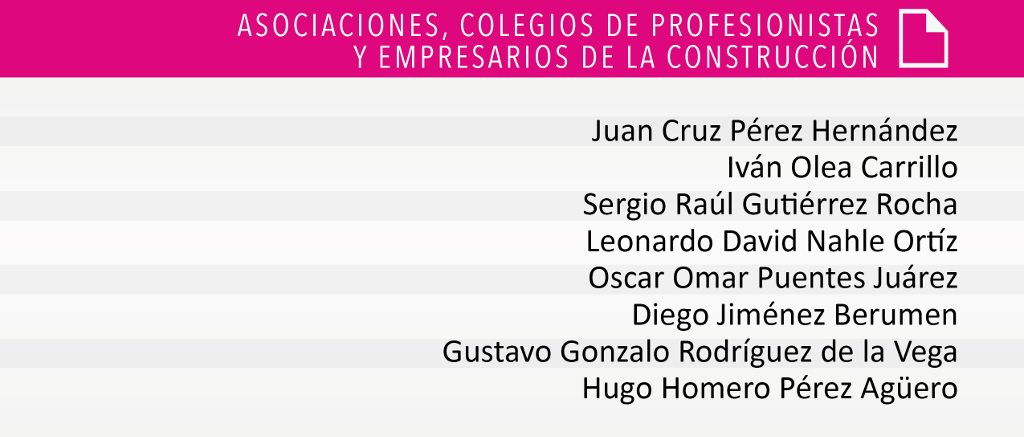 ASOCIACIONES, COLEGIOS DE PROFESIONISTAS
Y EMPRESARIOS DE LA CONSTRUCCIÓN
Juan Cruz Pérez Hernández
Iván Olea Carrillo
Sergio Raúl Gutiérrez Rocha
Leonardo David Nahle Ortíz
Oscar Omar Puentes Juárez
Diego Jiménez Berumen
Gustavo Gonzalo Rodríguez de la Vega
Hugo Homero Pérez Agüero